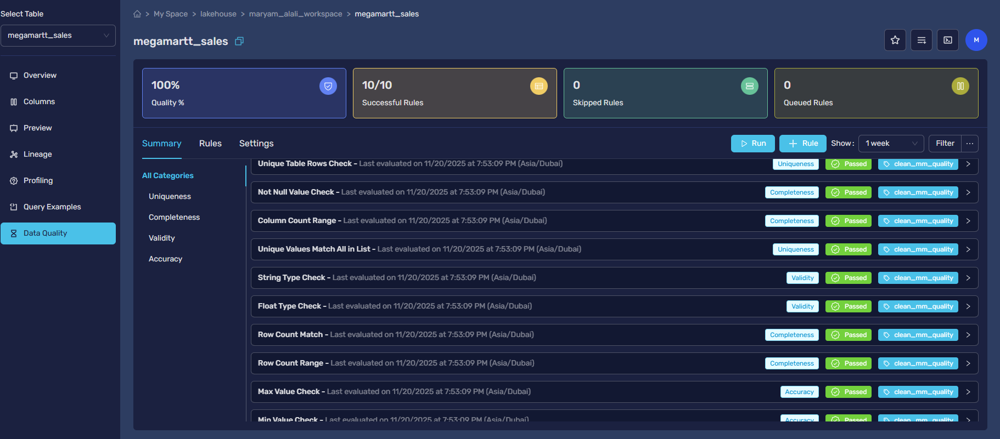 Select Table
megamartt_sales
Overview
Columns
Preview
Lineage
Profiling
Query Examples
Data Quality
> My Space > lakehouse > maryam_alali_workspace > megamartt_sales
megamartt_sales
M
100%
Quality %
10/10
Successful Rules
0
Skipped Rules
0
Queued Rules
Summary Rules Settings
Run
Rule
Show: 1 week
Filter ...
All Categories
Uniqueness
Completeness
Validity
Accuracy
Unique Table Rows Check - Last evaluated on 11/20/2025 at 7:53:09 PM (Asia/Dubai) Uniqueness Passed clean_mm_quality
Not Null Value Check - Last evaluated on 11/20/2025 at 7:53:09 PM (Asia/Dubai) Completeness Passed clean_mm_quality
Column Count Range - Last evaluated on 11/20/2025 at 7:53:09 PM (Asia/Dubai) Completeness Passed clean_mm_quality
Unique Values Match All in List - Last evaluated on 11/20/2025 at 7:53:09 PM (Asia/Dubai) Uniqueness Passed clean_mm_quality
String Type Check - Last evaluated on 11/20/2025 at 7:53:09 PM (Asia/Dubai) Validity Passed clean_mm_quality
Float Type Check - Last evaluated on 11/20/2025 at 7:53:09 PM (Asia/Dubai) Validity Passed clean_mm_quality
Row Count Match - Last evaluated on 11/20/2025 at 7:53:09 PM (Asia/Dubai) Completeness Passed clean_mm_quality
Row Count Range - Last evaluated on 11/20/2025 at 7:53:09 PM (Asia/Dubai) Completeness Passed clean_mm_quality
Max Value Check - Last evaluated on 11/20/2025 at 7:53:09 PM (Asia/Dubai) Accuracy Passed clean_mm_quality
Min Value Check - Last evaluated on 11/20/2025 at 7:53:09 PM (Asia/Dubai) Accuracy Passed clean_mm_quality